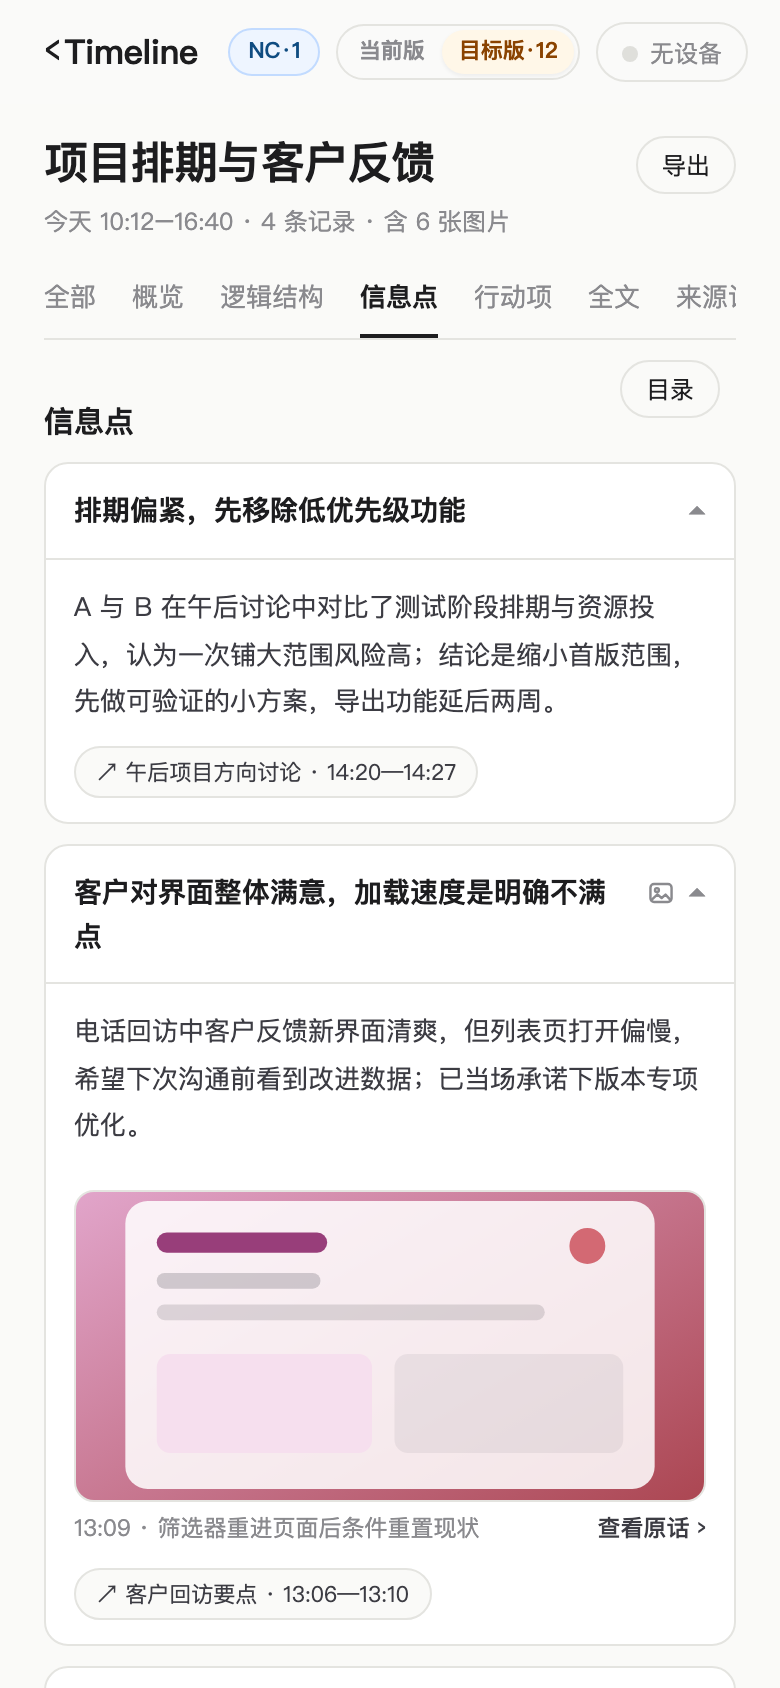 <Timeline NC·1 当前版 目标版·12 无设备
项目排期与客户反馈 导出
今天 10:12—16:40 · 4 条记录 · 含 6 张图片
全部 概览 逻辑结构 信息点 行动项 全文 来源
目录
信息点
排期偏紧，先移除低优先级功能
A 与 B 在午后讨论中对比了测试阶段排期与资源投
入，认为一次铺大范围风险高；结论是缩小首版范围，
先做可验证的小方案，导出功能延后两周。
↗ 午后项目方向讨论 · 14:20—14:27
客户对界面整体满意，加载速度是明确不满
点
电话回访中客户反馈新界面清爽，但列表页打开偏慢，
希望下次沟通前看到改进数据；已当场承诺下版本专项
优化。
13:09 · 筛选器重进页面后条件重置现状 查看原话 ›
↗ 客户回访要点 · 13:06—13:10